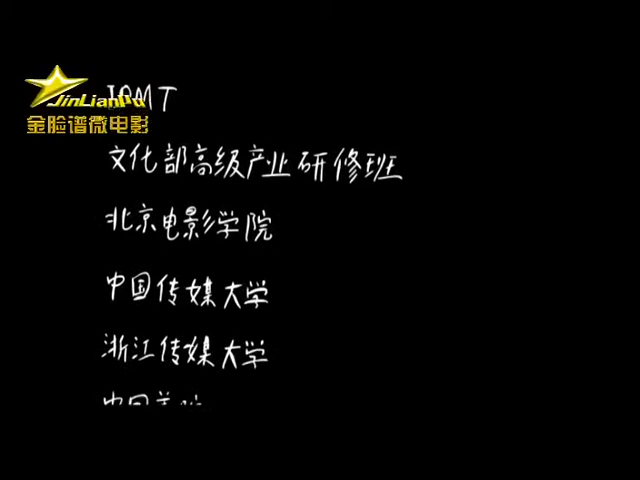 JinLianPu
金脸谱微电影
文化部高级产业研修班
北京电影学院
中国传媒大学
浙江传媒大学